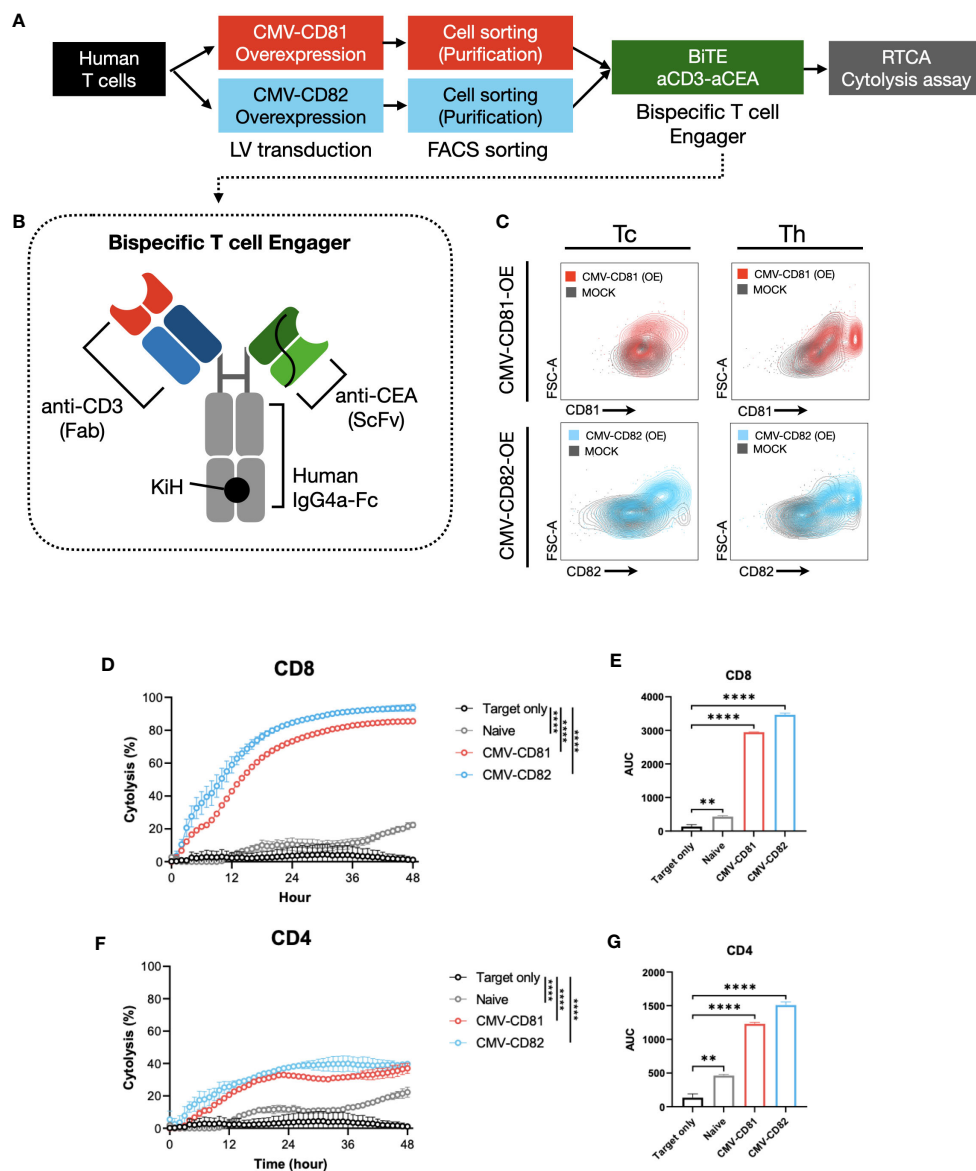 A
Human
T cells
CMV-CD81
Overexpression
CMV-CD82
Overexpression
LV transduction
Cell sorting
(Purification)
Cell sorting
(Purification)
FACS sorting
BiTE
aCD3-aCEA
Bispecific T cell
Engager
RTCA
Cytolysis assay
B
Bispecific T cell Engager
anti-CD3
(Fab)
anti-CEA
(ScFv)
KiH
Human
IgG4a-Fc
C
Tc
Th
CMV-CD81-OE
FSC-A
CMV-CD81 (OE)
MOCK
CD81
FSC-A
CMV-CD81 (OE)
MOCK
CD81
CMV-CD82-OE
FSC-A
CMV-CD82 (OE)
MOCK
CD82
FSC-A
CMV-CD82 (OE)
MOCK
CD82
D
CD8
Cytolysis (%)
100
80
60
40
20
0
0 12 24 36 48
Hour
Target only
Naive
CMV-CD81
CMV-CD82
****
****
****
E
CD8
AUC
4000
3000
2000
1000
0
****
****
**
Target only
Naive
CMV-CD81
CMV-CD82
F
CD4
Cytolysis (%)
100
80
60
40
20
0
0 12 24 36 48
Time (hour)
Target only
Naive
CMV-CD81
CMV-CD82
****
****
****
G
CD4
AUC
2000
1500
1000
500
0
****
****
**
Target only
Naive
CMV-CD81
CMV-CD82